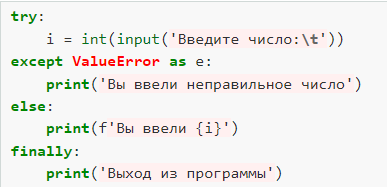 try:
    i = int(input('Введите число:\t'))
except ValueError as e:
    print('Вы ввели неправильное число')
else:
    print(f'Вы ввели {i}')
finally:
    print('Выход из программы')